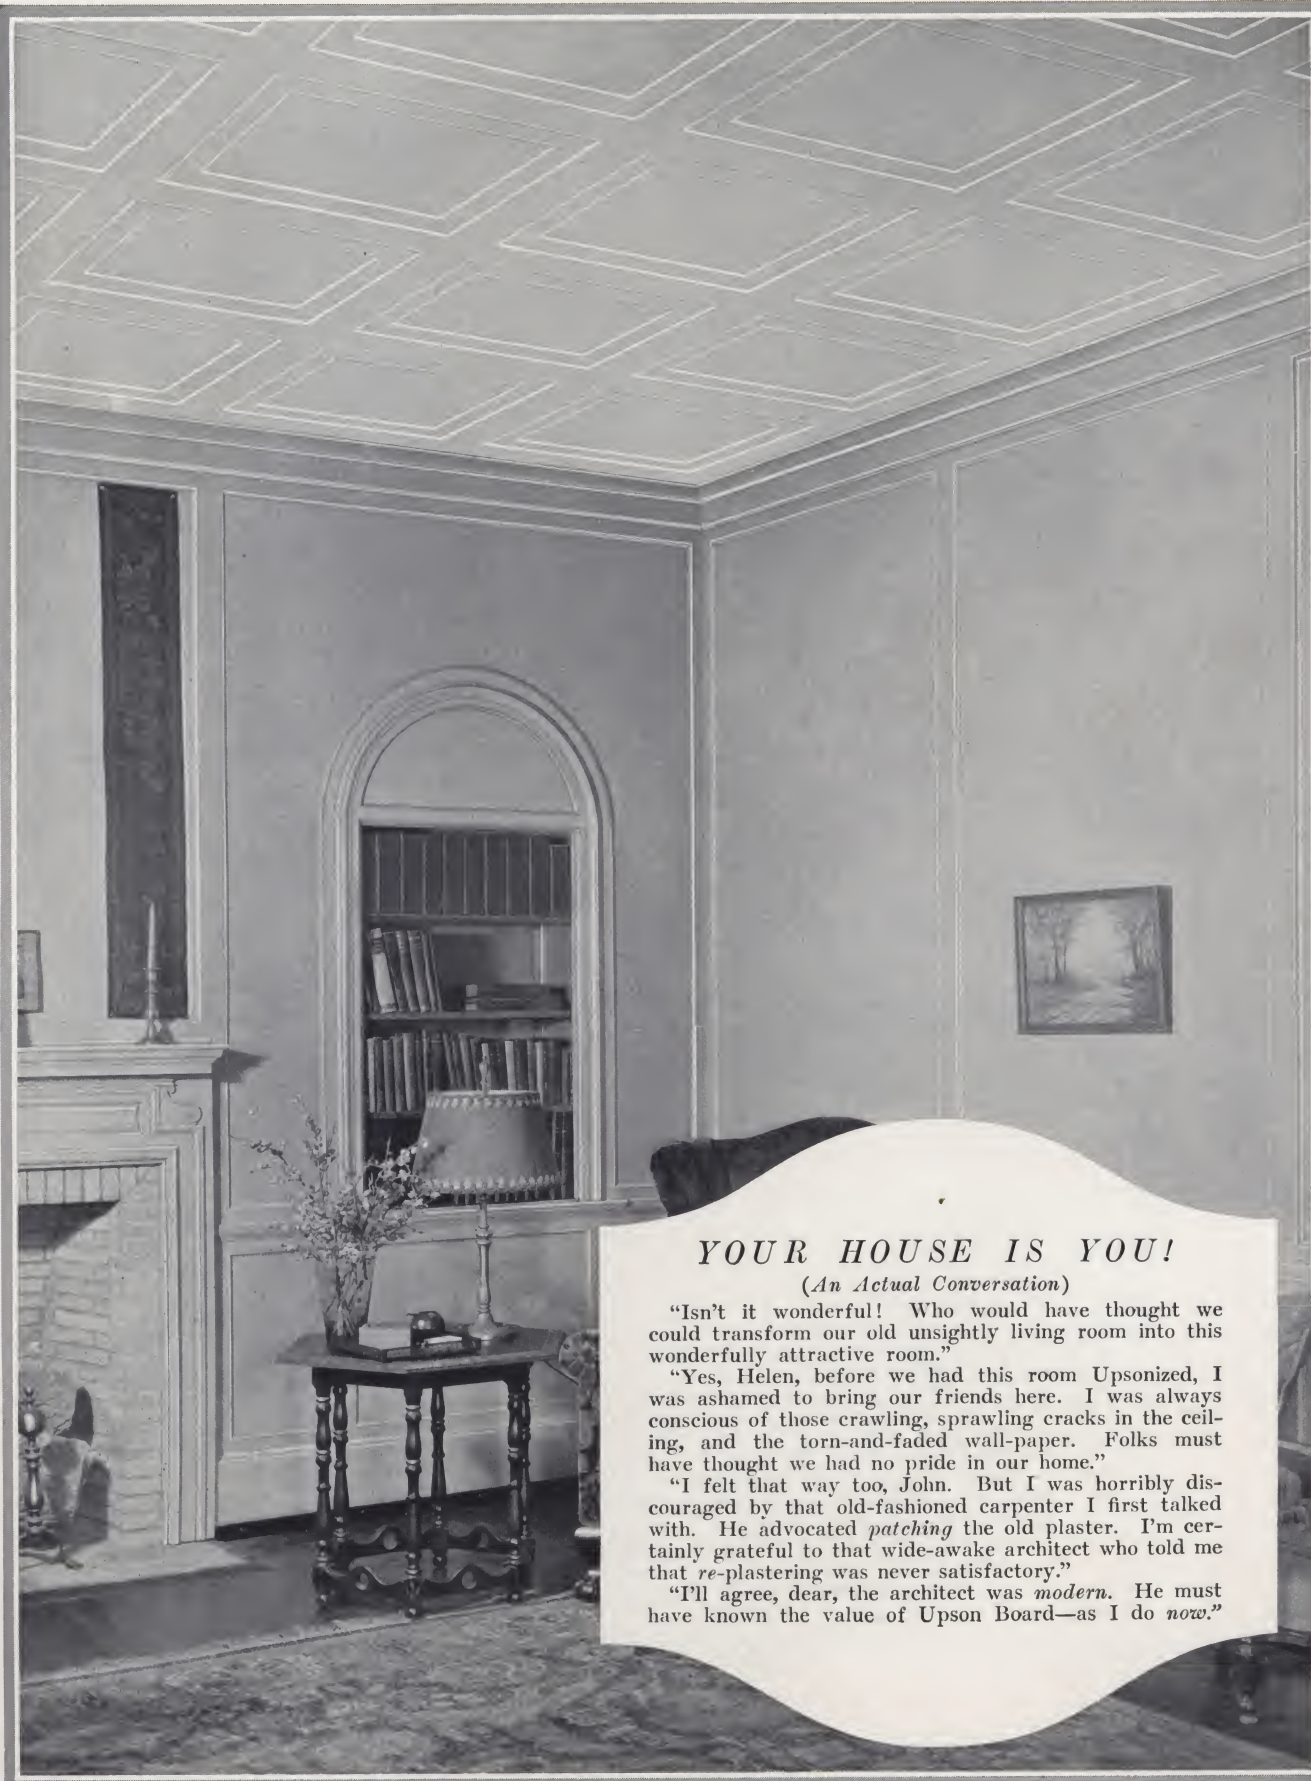 YOUR HOUSE IS YOU!
(An Actual Conversation)
“Isn't it wonderful! Who would have thought we
could transform our old unsightly living room into this
wonderfully attractive room.”
“Yes, Helen, before we had this room Upsonized, I
was ashamed to bring our friends here. I was always
conscious of those crawling, sprawling cracks in the ceil-
ing, and the torn-and-faded wall-paper. Folks must
have thought we had no pride in our home.”
“I felt that way too, John. But I was horribly dis-
couraged by that old-fashioned carpenter I first talked
with. He advocated patching the old plaster. I'm cer-
tainly grateful to that wide-awake architect who told me
that re-plastering was never satisfactory.”
“I'll agree, dear, the architect was modern. He must
have known the value of Upson Board—as I do now.”